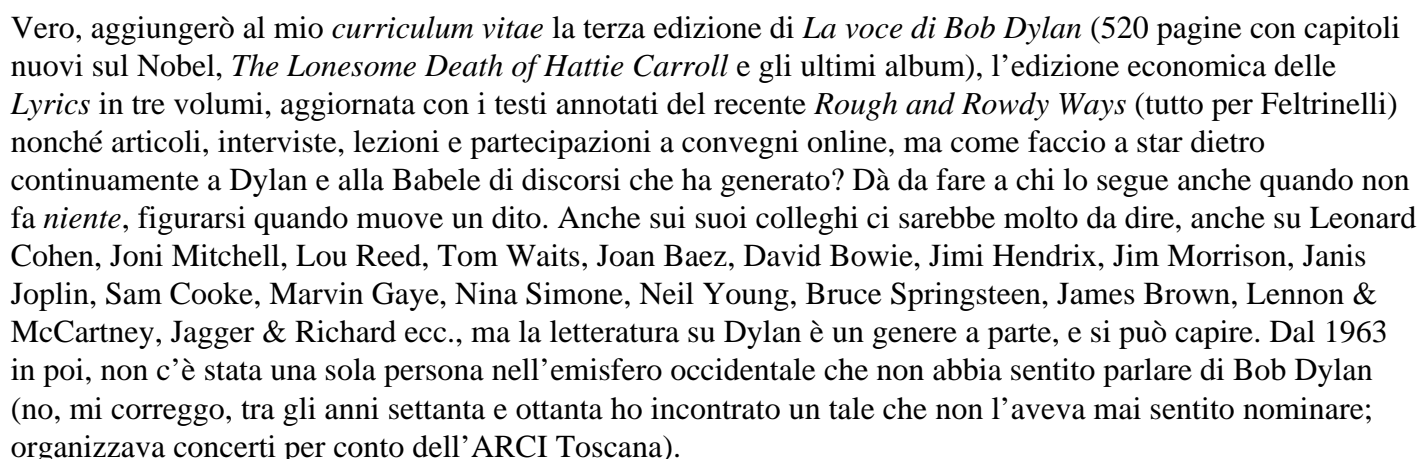 Vero, aggiungerò al mio curriculum vitae la terza edizione di La voce di Bob Dylan (520 pagine con capitoli
nuovi sul Nobel, The Lonesome Death of Hattie Carroll e gli ultimi album), l’edizione economica delle
Lyrics in tre volumi, aggiornata con i testi annotati del recente Rough and Rowdy Ways (tutto per Feltrinelli)
nonché articoli, interviste, lezioni e partecipazioni a convegni online, ma come faccio a star dietro
continuamente a Dylan e alla Babele di discorsi che ha generato? Dà da fare a chi lo segue anche quando non
fa niente, figurarsi quando muove un dito. Anche sui suoi colleghi ci sarebbe molto da dire, anche su Leonard
Cohen, Joni Mitchell, Lou Reed, Tom Waits, Joan Baez, David Bowie, Jimi Hendrix, Jim Morrison, Janis
Joplin, Sam Cooke, Marvin Gaye, Nina Simone, Neil Young, Bruce Springsteen, James Brown, Lennon &
McCartney, Jagger & Richard ecc., ma la letteratura su Dylan è un genere a parte, e si può capire. Dal 1963
in poi, non c’è stata una sola persona nell’emisfero occidentale che non abbia sentito parlare di Bob Dylan
(no, mi correggo, tra gli anni settanta e ottanta ho incontrato un tale che non l’aveva mai sentito nominare;
organizzava concerti per conto dell’ARCI Toscana).